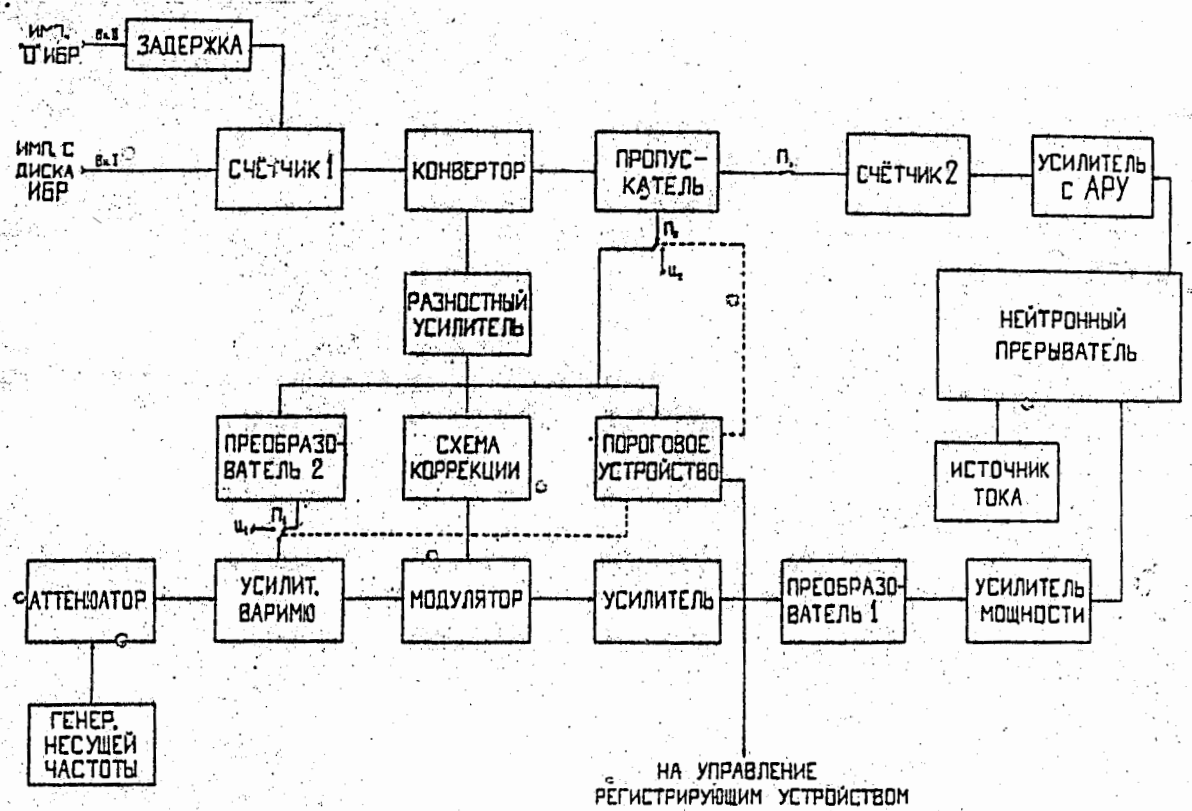 ИМП.
"0" ИБР.
Вх.II
ЗАДЕРЖКА
ИМП. С
ДИСКА
ИБР
Вх.I
СЧЁТЧИК 1
КОНВЕРТОР
ПРОПУС-
КАТЕЛЬ
СЧЁТЧИК 2
УСИЛИТЕЛЬ
С АРУ
U₂
РАЗНОСТНЫЙ
УСИЛИТЕЛЬ
НЕЙТРОННЫЙ
ПРЕРЫВАТЕЛЬ
ПРЕОБРАЗО-
ВАТЕЛЬ 2
СХЕМА
КОРРЕКЦИИ
ПОРОГОВОЕ
УСТРОЙСТВО
ИСТОЧНИК
ТОКА
U₁
П₁
АТТЕНЮАТОР
УСИЛИТ.
ВАРИМЮ
МОДУЛЯТОР
УСИЛИТЕЛЬ
ПРЕОБРАЗО-
ВАТЕЛЬ 1
УСИЛИТЕЛЬ
МОЩНОСТИ
ГЕНЕР.
НЕСУЩЕЙ
ЧАСТОТЫ
НА УПРАВЛЕНИЕ
РЕГИСТРИРУЮЩИМ УСТРОЙСТВОМ